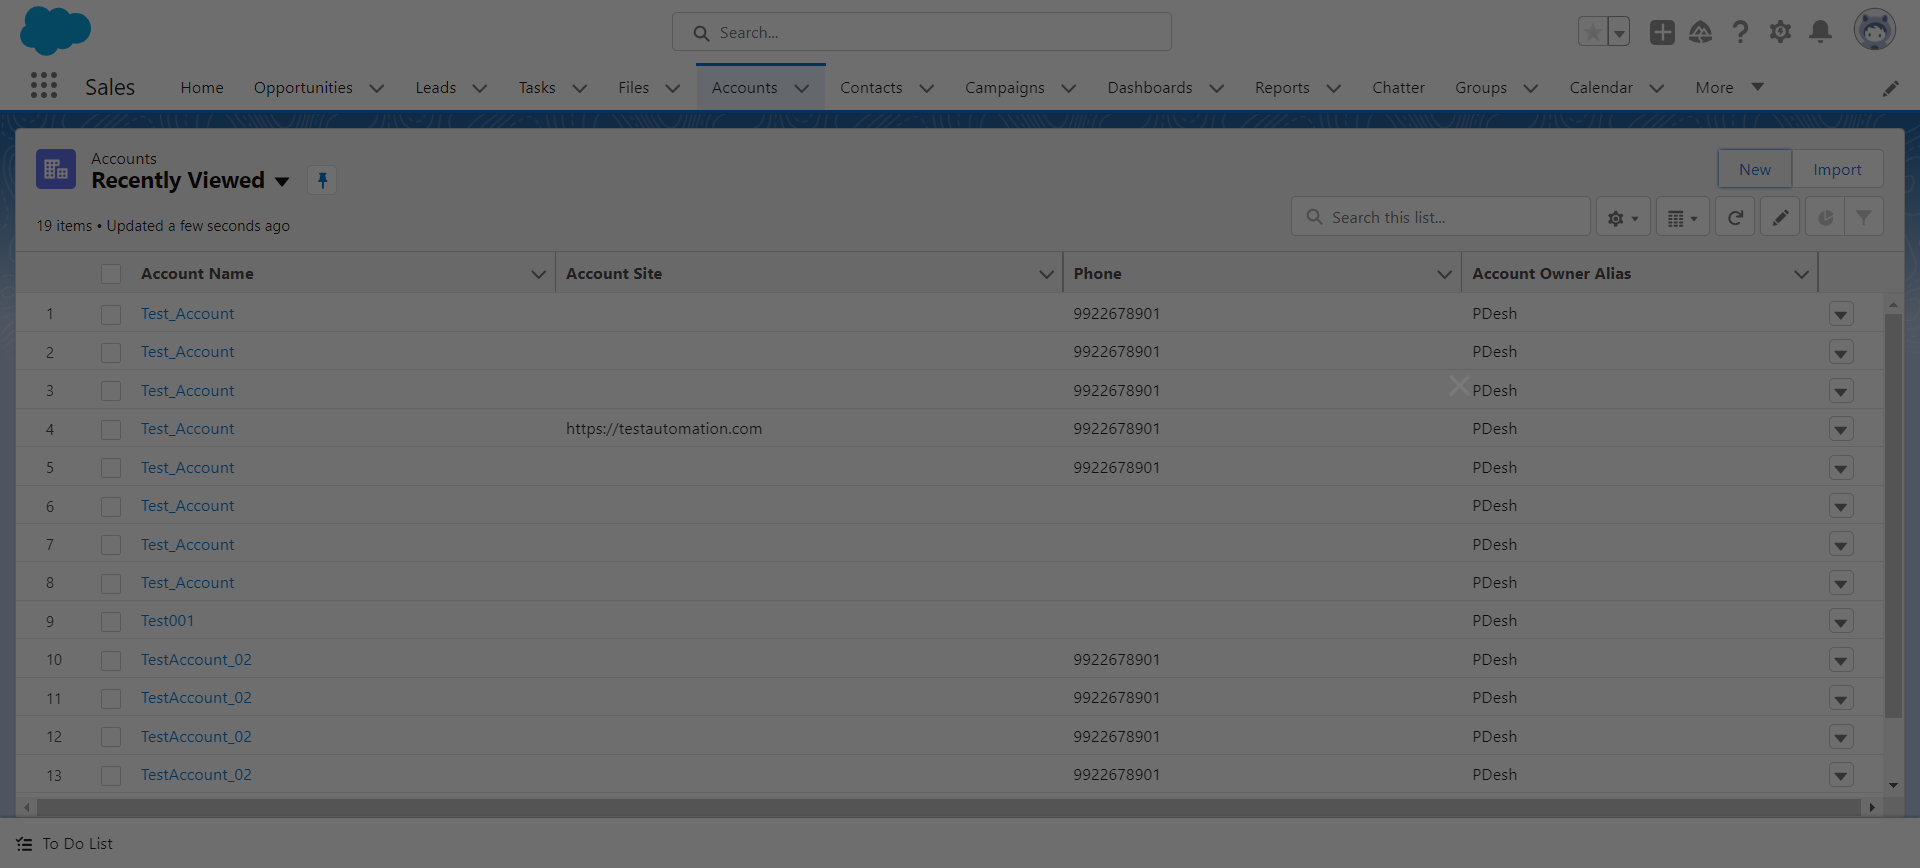 Search...
Sales Home Opportunities Leads Tasks Files Accounts Contacts Campaigns Dashboards Reports Chatter Groups Calendar More
Accounts
Recently Viewed
New Import
19 items • Updated a few seconds ago
Search this list...
Account Name Account Site Phone Account Owner Alias
1 Test_Account 9922678901 PDesh
2 Test_Account 9922678901 PDesh
3 Test_Account 9922678901 PDesh
4 Test_Account https://testautomation.com 9922678901 PDesh
5 Test_Account 9922678901 PDesh
6 Test_Account PDesh
7 Test_Account PDesh
8 Test_Account PDesh
9 Test001 PDesh
10 TestAccount_02 9922678901 PDesh
11 TestAccount_02 9922678901 PDesh
12 TestAccount_02 9922678901 PDesh
13 TestAccount_02 9922678901 PDesh
To Do List